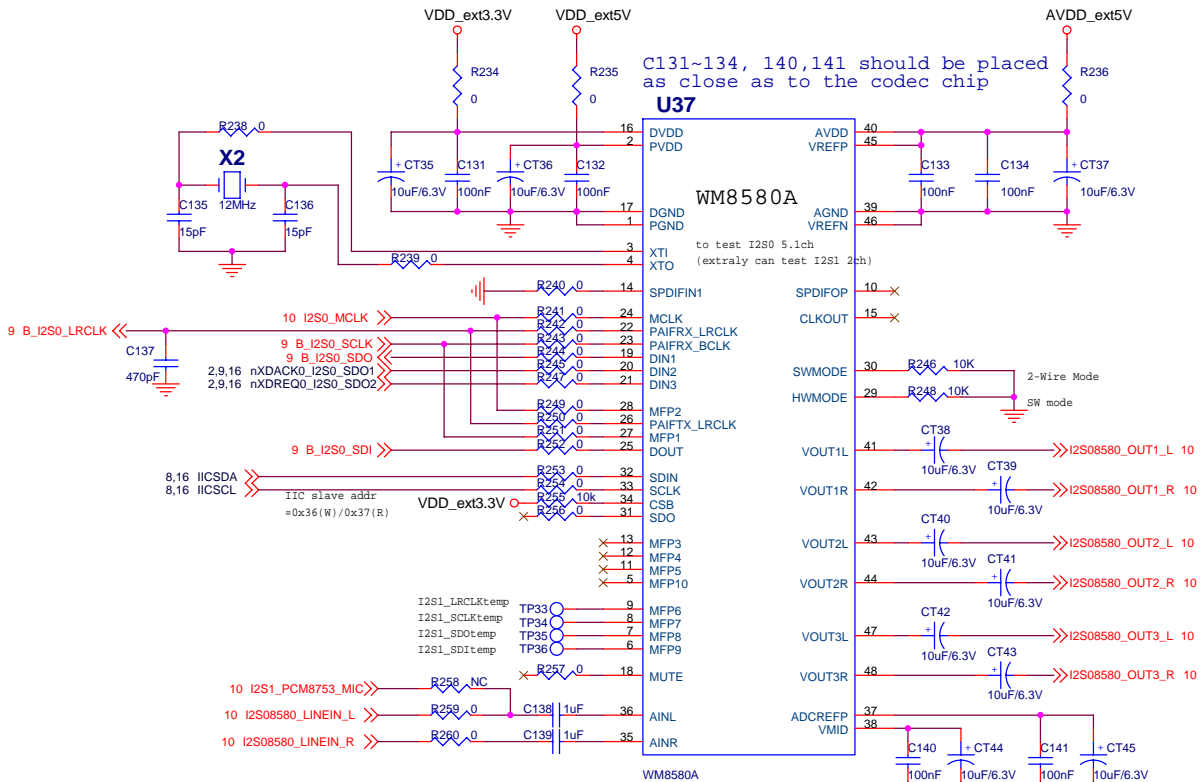 VDD_ext3.3V
VDD_ext5V
AVDD_ext5V
R234
0
R235
0
C131~134, 140,141 should be placed
as close as to the codec chip
R236
0
U37
R238 0
X2
12MHz
C135
15pF
C136
15pF
CT35
10uF/6.3V
C131
100nF
CT36
10uF/6.3V
C132
100nF
16 DVDD
2 PVDD
17 DGND
1 PGND
AVDD 40
VREFP 45
AGND 39
VREFN 46
C133
100nF
C134
100nF
CT37
10uF/6.3V
WM8580A
to test I2S0 5.1ch
(extraly can test I2S1 2ch)
3 XTI
R239 0
4 XTO
R240 0
14 SPDIFIN1
SPDIFOP 10
CLKOUT 15
10 I2S0_MCLK
R241 0
24 MCLK
9 B_I2S0_LRCLK
R242 0
22 PAIFRX_LRCLK
9 B_I2S0_SCLK
R243 0
23 PAIFRX_BCLK
9 B_I2S0_SDO
R244 0
19 DIN1
2,9,16 nXDACK0_I2S0_SDO1
R245 0
20 DIN2
2,9,16 nXDREQ0_I2S0_SDO2
R247 0
21 DIN3
C137
470pF
SWMODE 30
R246 10K
2-Wire Mode
HWMODE 29
R248 10K
SW mode
R249 0
28 MFP2
R250 0
26 PAIFTX_LRCLK
R251 0
27 MFP1
9 B_I2S0_SDI
R252 0
25 DOUT
8,16 IICSDA
R253 0
32 SDIN
8,16 IICSCL
R254 0
33 SCLK
IIC slave addr
=0x36(W)/0x37(R)
VDD_ext3.3V
R255 10k
34 CSB
R256 0
31 SDO
13 MFP3
12 MFP4
11 MFP5
5 MFP10
I2S1_LRCLKtemp
TP33
9 MFP6
I2S1_SCLKtemp
TP34
8 MFP7
I2S1_SDOtemp
TP35
7 MFP8
I2S1_SDItemp
TP36
6 MFP9
R257 0
18 MUTE
10 I2S1_PCM8753_MIC
R258 NC
10 I2S08580_LINEIN_L
R259 0
C138 1uF
36 AINL
10 I2S08580_LINEIN_R
R260 0
C139 1uF
35 AINR
VOUT1L 41
CT38
10uF/6.3V
I2S08580_OUT1_L 10
VOUT1R 42
CT39
10uF/6.3V
I2S08580_OUT1_R 10
VOUT2L 43
CT40
10uF/6.3V
I2S08580_OUT2_L 10
VOUT2R 44
CT41
10uF/6.3V
I2S08580_OUT2_R 10
VOUT3L 47
CT42
10uF/6.3V
I2S08580_OUT3_L 10
VOUT3R 48
CT43
10uF/6.3V
I2S08580_OUT3_R 10
ADCREFP 37
VMID 38
C140
100nF
CT44
10uF/6.3V
C141
100nF
CT45
10uF/6.3V
WM8580A